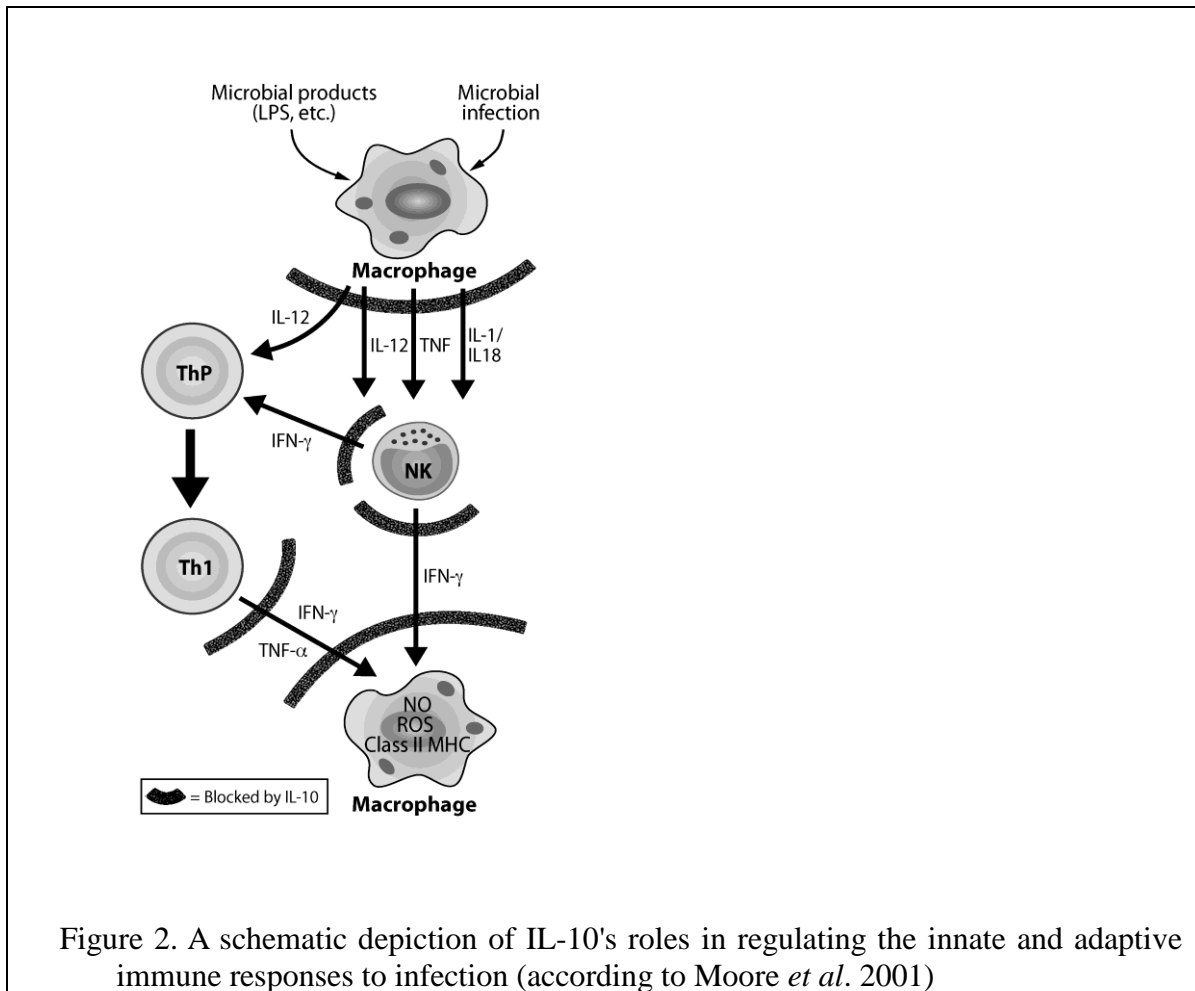 Microbial products
(LPS, etc.)
Microbial
infection
Macrophage
IL-12
IL-12
TNF
IL-1/
IL18
ThP
IFN-γ
NK
Th1
IFN-γ
IFN-γ
TNF-α
NO
ROS
Class II MHC
= Blocked by IL-10
Macrophage
Figure 2. A schematic depiction of IL-10's roles in regulating the innate and adaptive
immune responses to infection (according to Moore et al. 2001)